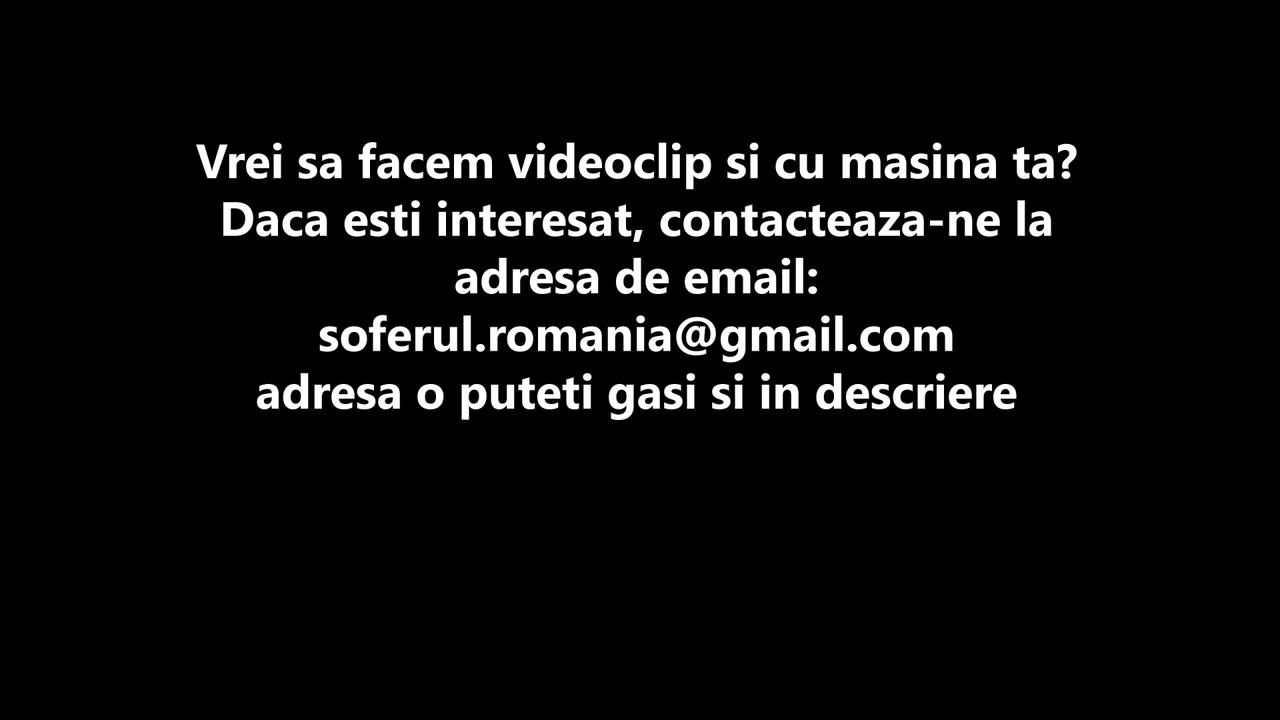 Vrei sa facem videoclip si cu masina ta?
Daca esti interesat, contacteaza-ne la
adresa de email:
soferul.romania@gmail.com
adresa o puteti gasi si in descriere